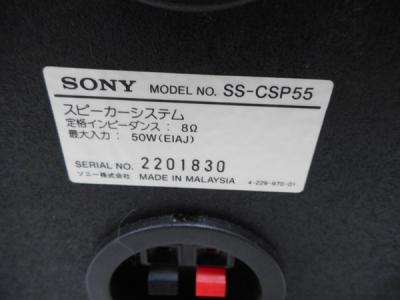 SONY MODEL NO. SS-CSP55
スピーカーシステム
定格インピーダンス : 8Ω
最大入力 : 50W(EIAJ)
SERIAL NO. 2201830
ソニー株式会社 MADE IN MALAYSIA 4-229-970-01